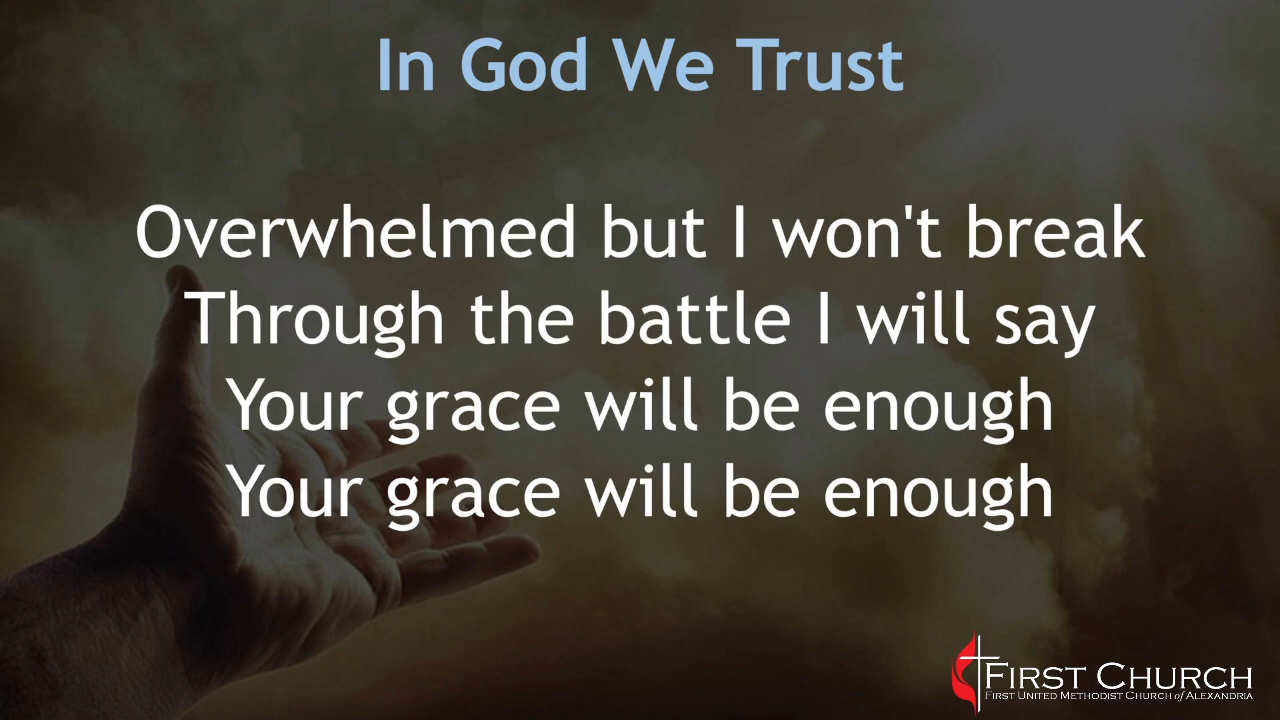 In God We Trust
Overwhelmed but I won't break
Through the battle I will say
Your grace will be enough
Your grace will be enough
FIRST CHURCH
FIRST UNITED METHODIST CHURCH of ALEXANDRIA